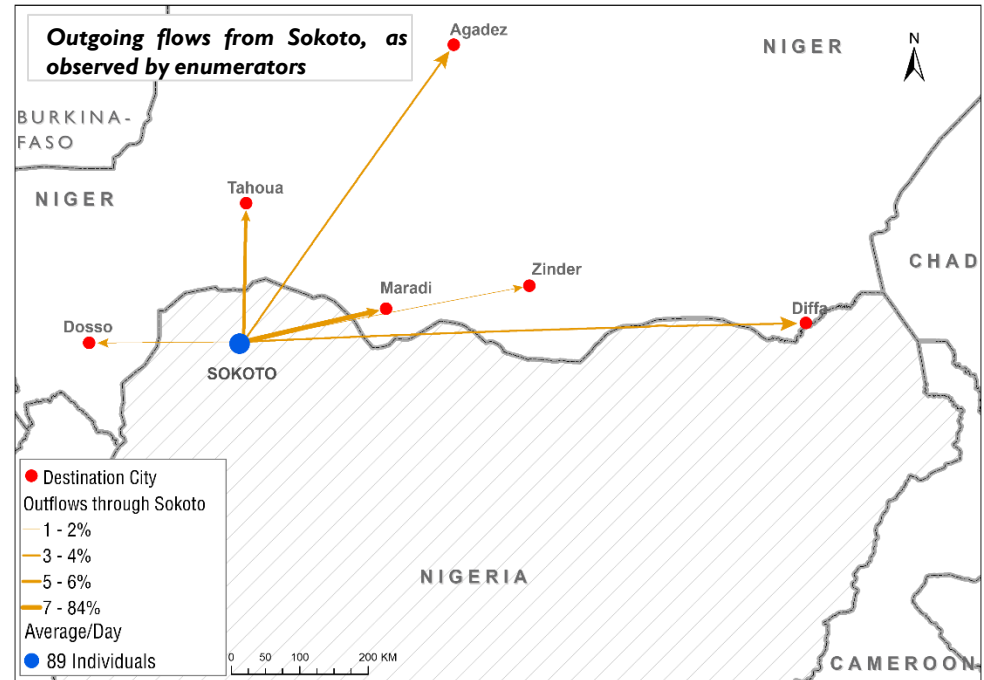 Outgoing flows from Sokoto, as
observed by enumerators
Agadez
NIGER
N
BURKINA-
FASO
Tahoua
NIGER
CHAD
Zinder
Maradi
Diffa
Dosso
SOKOTO
Destination City
Outflows through Sokoto
1 - 2%
3 - 4%
5 - 6%
7 - 84%
Average/Day
89 Individuals
NIGERIA
0 50 100 200 KM
CAMEROON